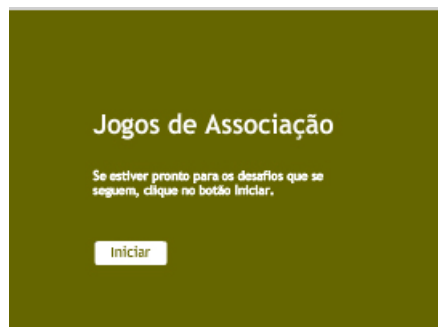 Jogos de Associação
Se estiver pronto para os desafios que se
seguem, clique no botão Iniciar.
Iniciar